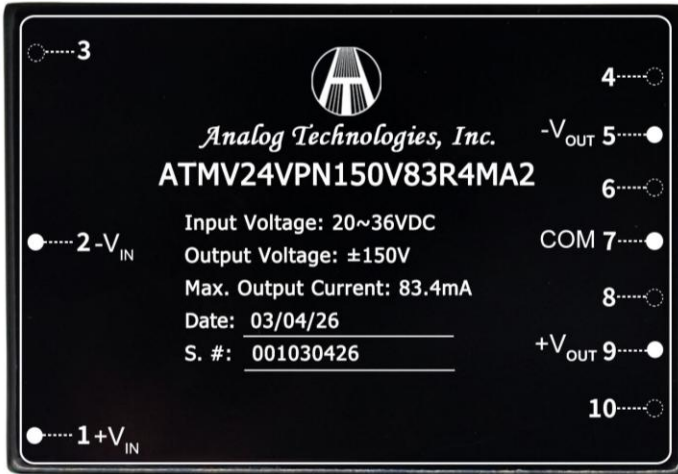 3
4
Analog Technologies, Inc.
-VOUT 5
ATMV24VPN150V83R4MA2
6
Input Voltage: 20~36VDC
2 -VIN
COM 7
Output Voltage: ±150V
Max. Output Current: 83.4mA
8
Date: 03/04/26
S. #: 001030426
+VOUT 9
10
1 +VIN